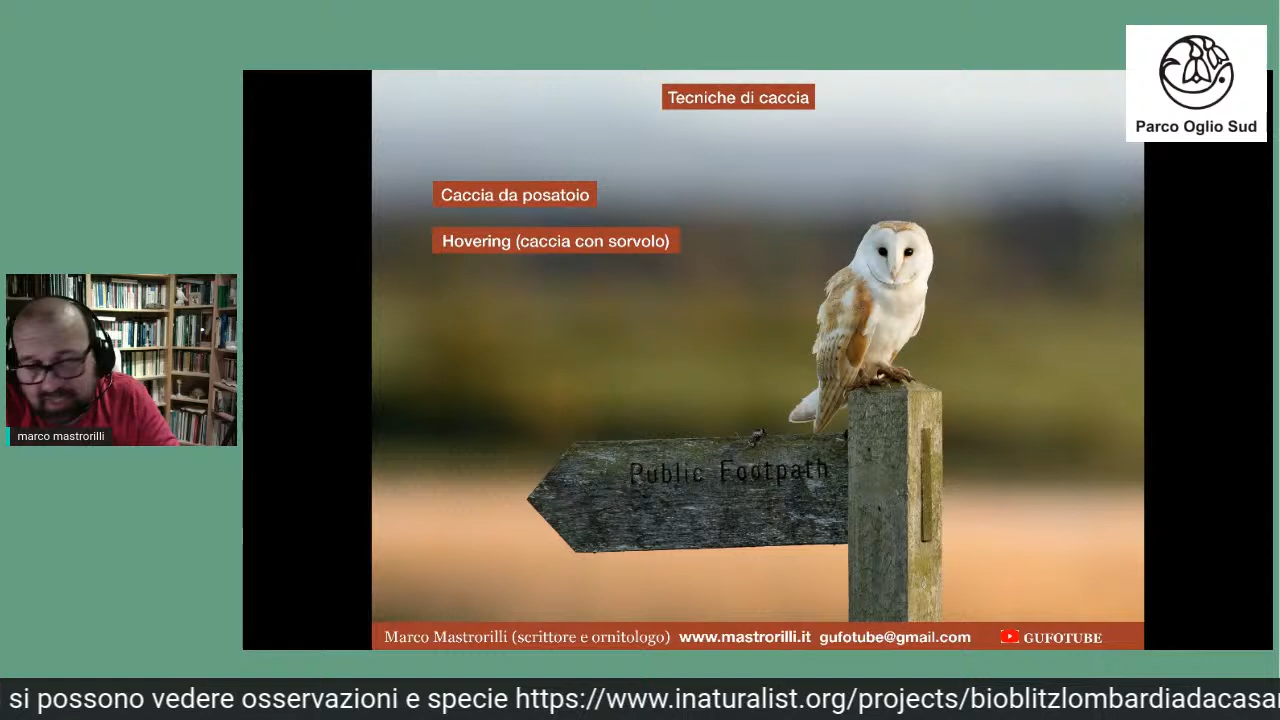 Parco Oglio Sud
Tecniche di caccia
Caccia da posatoio
Hovering (caccia con sorvolo)
Public Footpath
marco mastrorilli
Marco Mastrorilli (scrittore e ornitologo) www.mastrorilli.it gufotube@gmail.com GUFOTUBE
si possono vedere osservazioni e specie https://www.inaturalist.org/projects/bioblitzlombardiadacasa